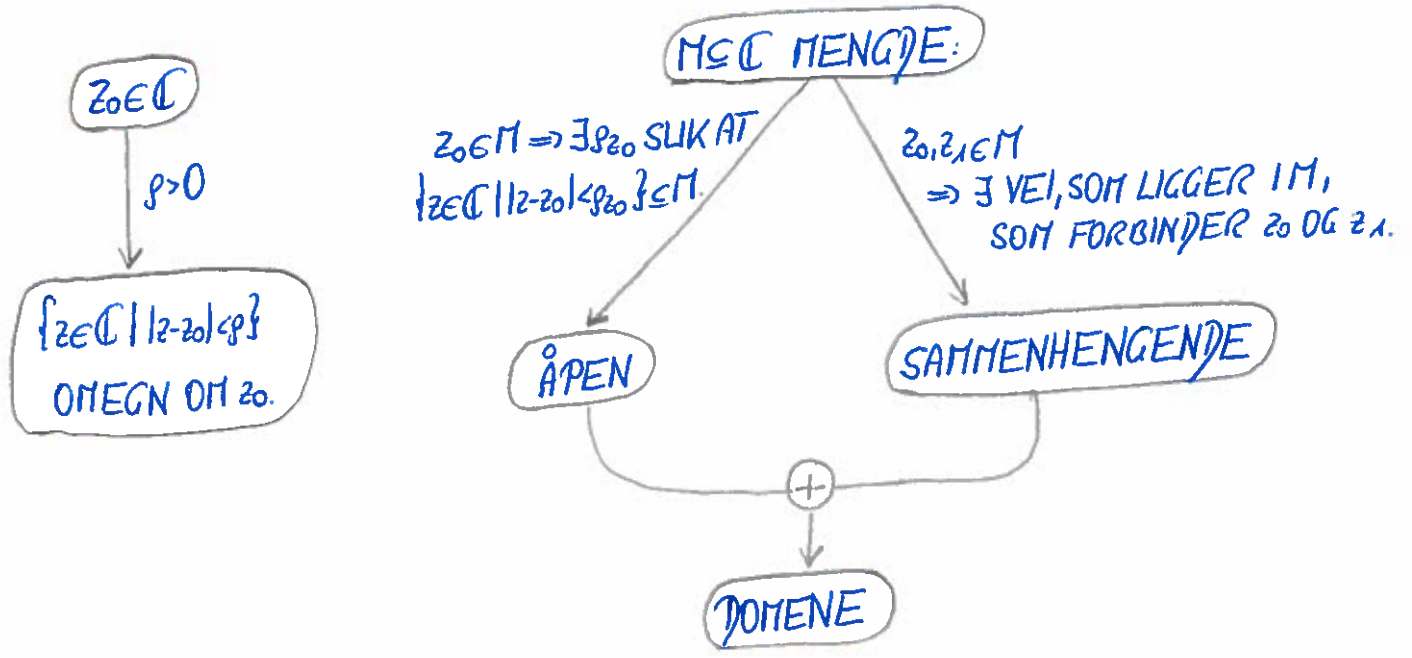 z₀∈ℂ
ρ>0
{z∈ℂ | |z-z₀|<ρ}
OMEGN OM z₀.
M⊆ℂ MENGDE:
z₀∈M ⇒ ∃ρz₀ SLIK AT
{z∈ℂ | |z-z₀|<ρz₀}⊆M.
z₀,z₁∈M
⇒ ∃ VEI, SOM LIGGER I M,
SOM FORBINDER z₀ OG z₁.
ÅPEN
SAMMENHENGENDE
+
DOMENE